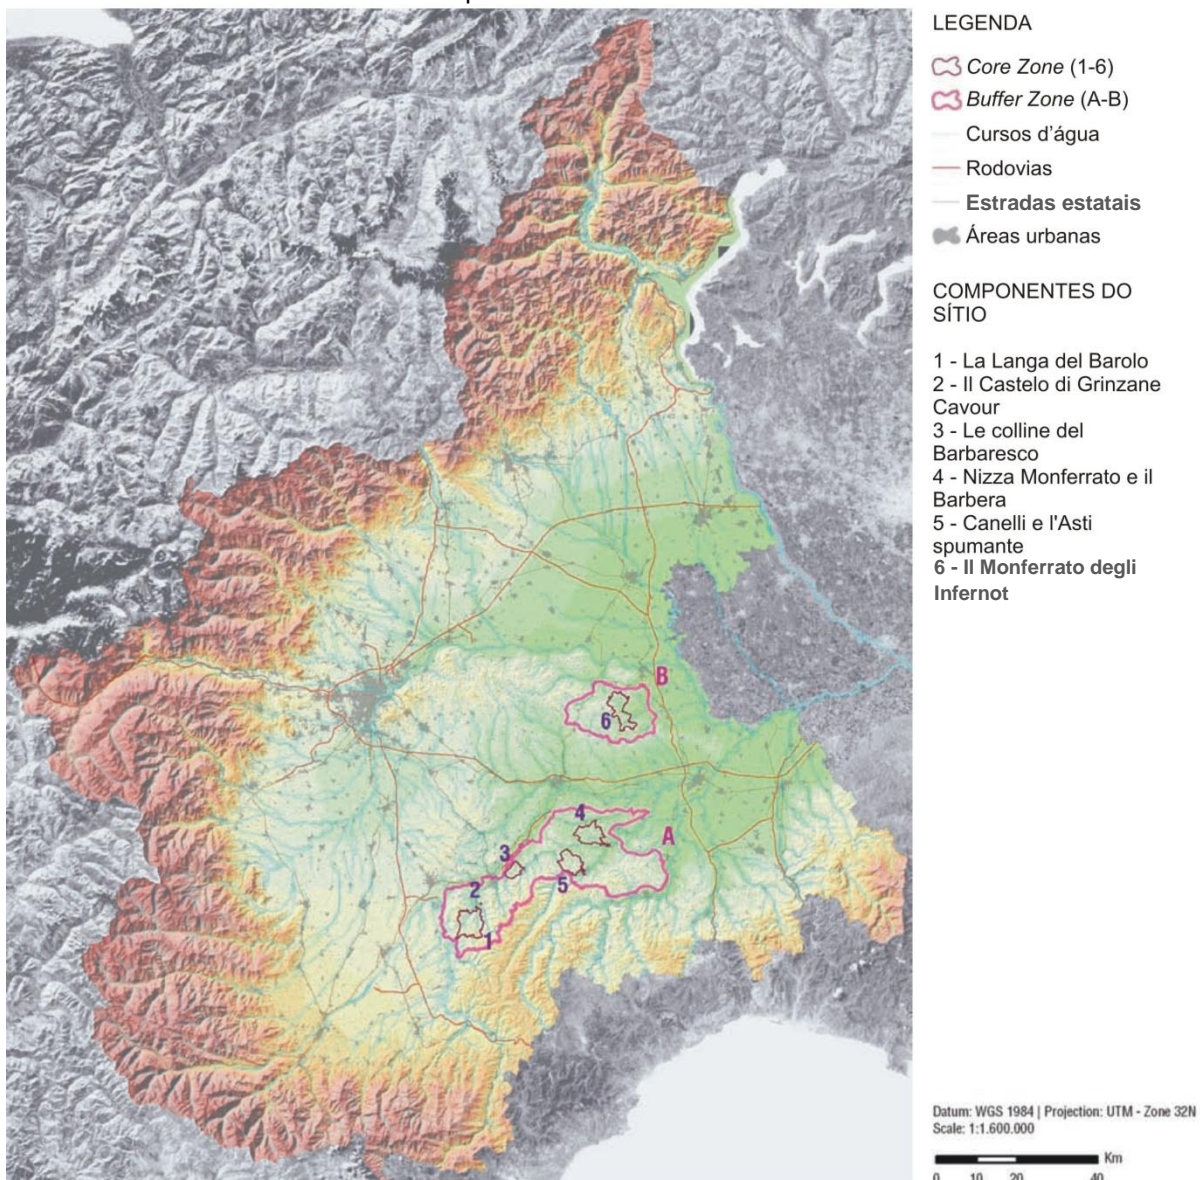 LEGENDA
Core Zone (1-6)
Buffer Zone (A-B)
Cursos d'água
Rodovias
Estradas estatais
Áreas urbanas
COMPONENTES DO
SÍTIO
1 - La Langa del Barolo
2 - Il Castelo di Grinzane
Cavour
3 - Le colline del
Barbaresco
4 - Nizza Monferrato e il
Barbera
5 - Canelli e l'Asti
spumante
6 - Il Monferrato degli
Infernot
B
6
4
A
3
5
2
1
Datum: WGS 1984 | Projection: UTM - Zone 32N
Scale: 1:1.600.000
Km
0 10 20 40